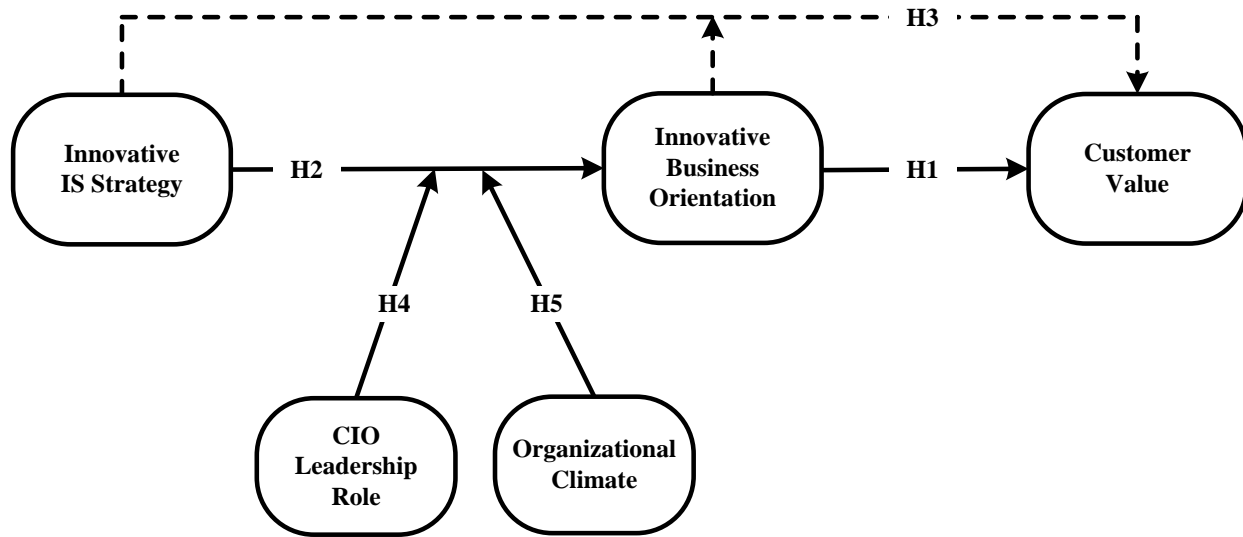 H3
Innovative
IS Strategy
H2
Innovative
Business
Orientation
H1
Customer
Value
H4
H5
CIO
Leadership
Role
Organizational
Climate